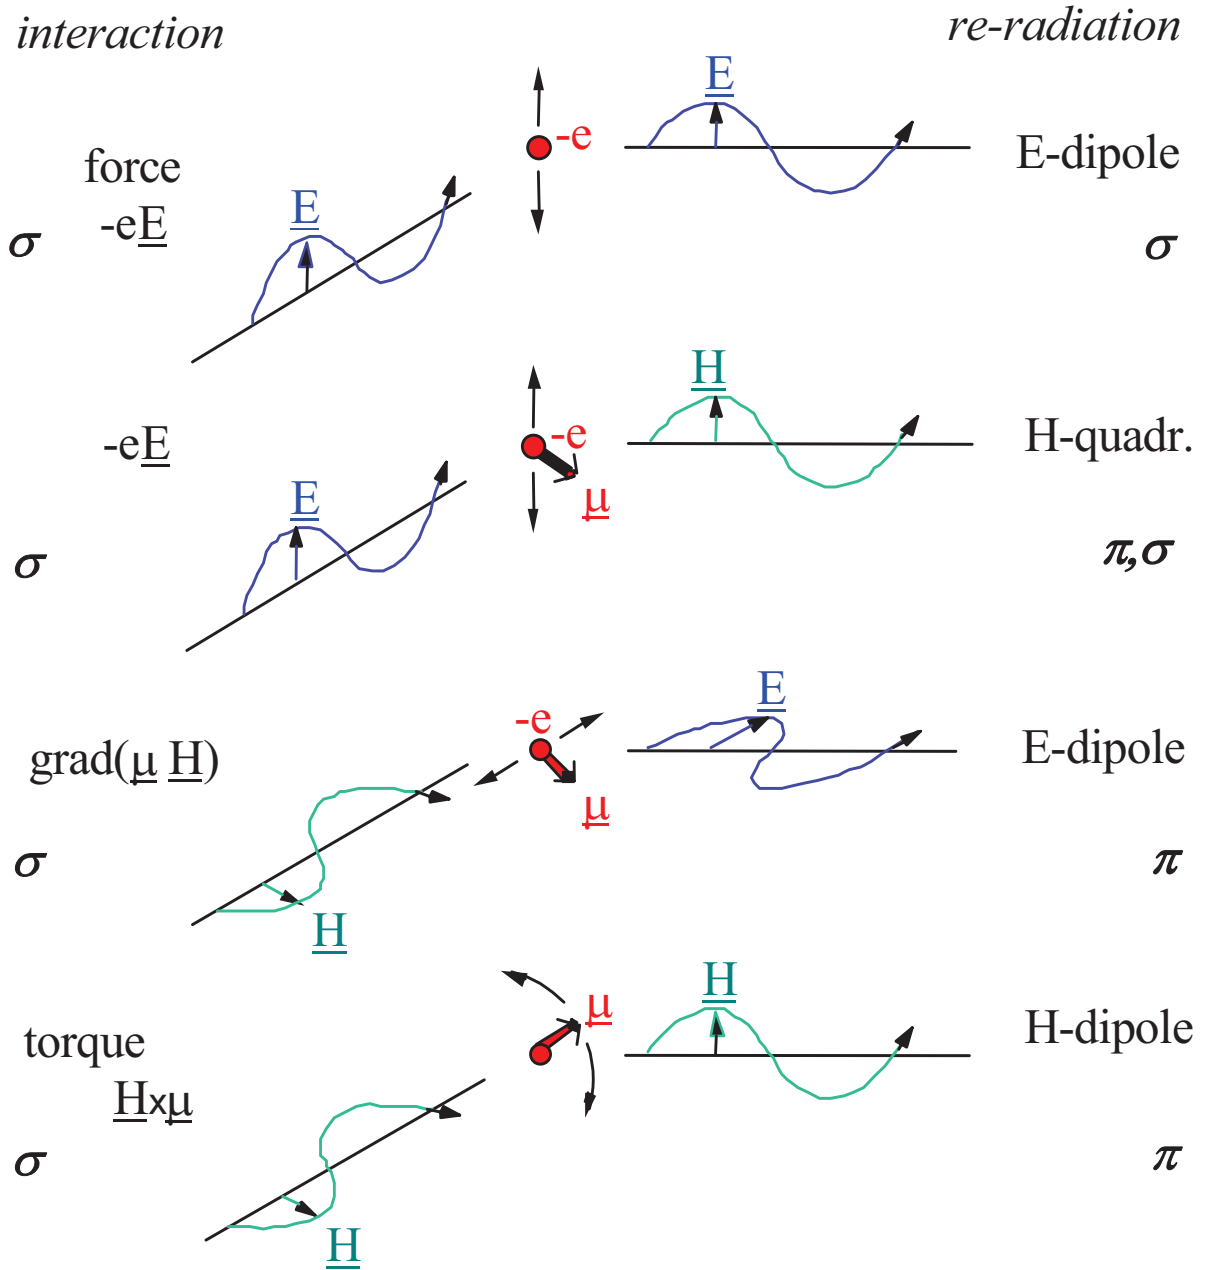 interaction
re-radiation
force
-eE
σ
E
-e
E
E-dipole
σ
-eE
σ
E
-e
μ
H
H-quadr.
π,σ
grad(μ H)
σ
H
-e
μ
E
E-dipole
π
torque
Hxμ
σ
H
μ
H
H-dipole
π